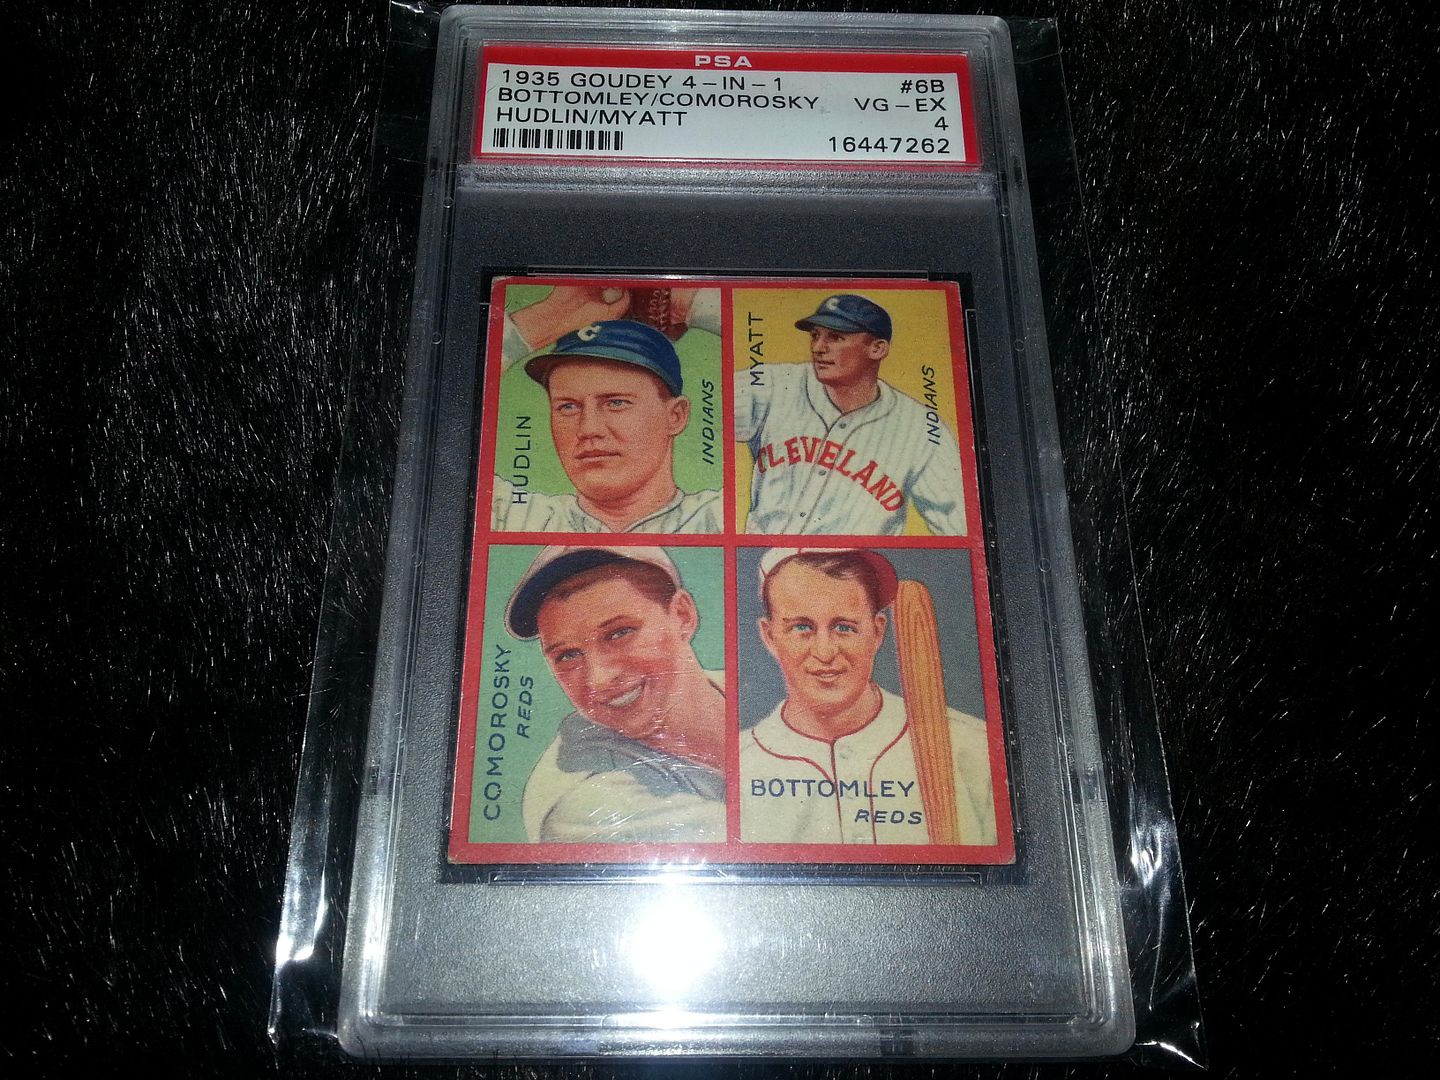 PSA
1935 GOUDEY 4-IN-1 #6B
BOTTOMLEY/COMOROSKY VG-EX
HUDLIN/MYATT 4
16447262
HUDLIN
INDIANS
C
MYATT
INDIANS
C
CLEVELAND
COMOROSKY
REDS
BOTTOMLEY
REDS